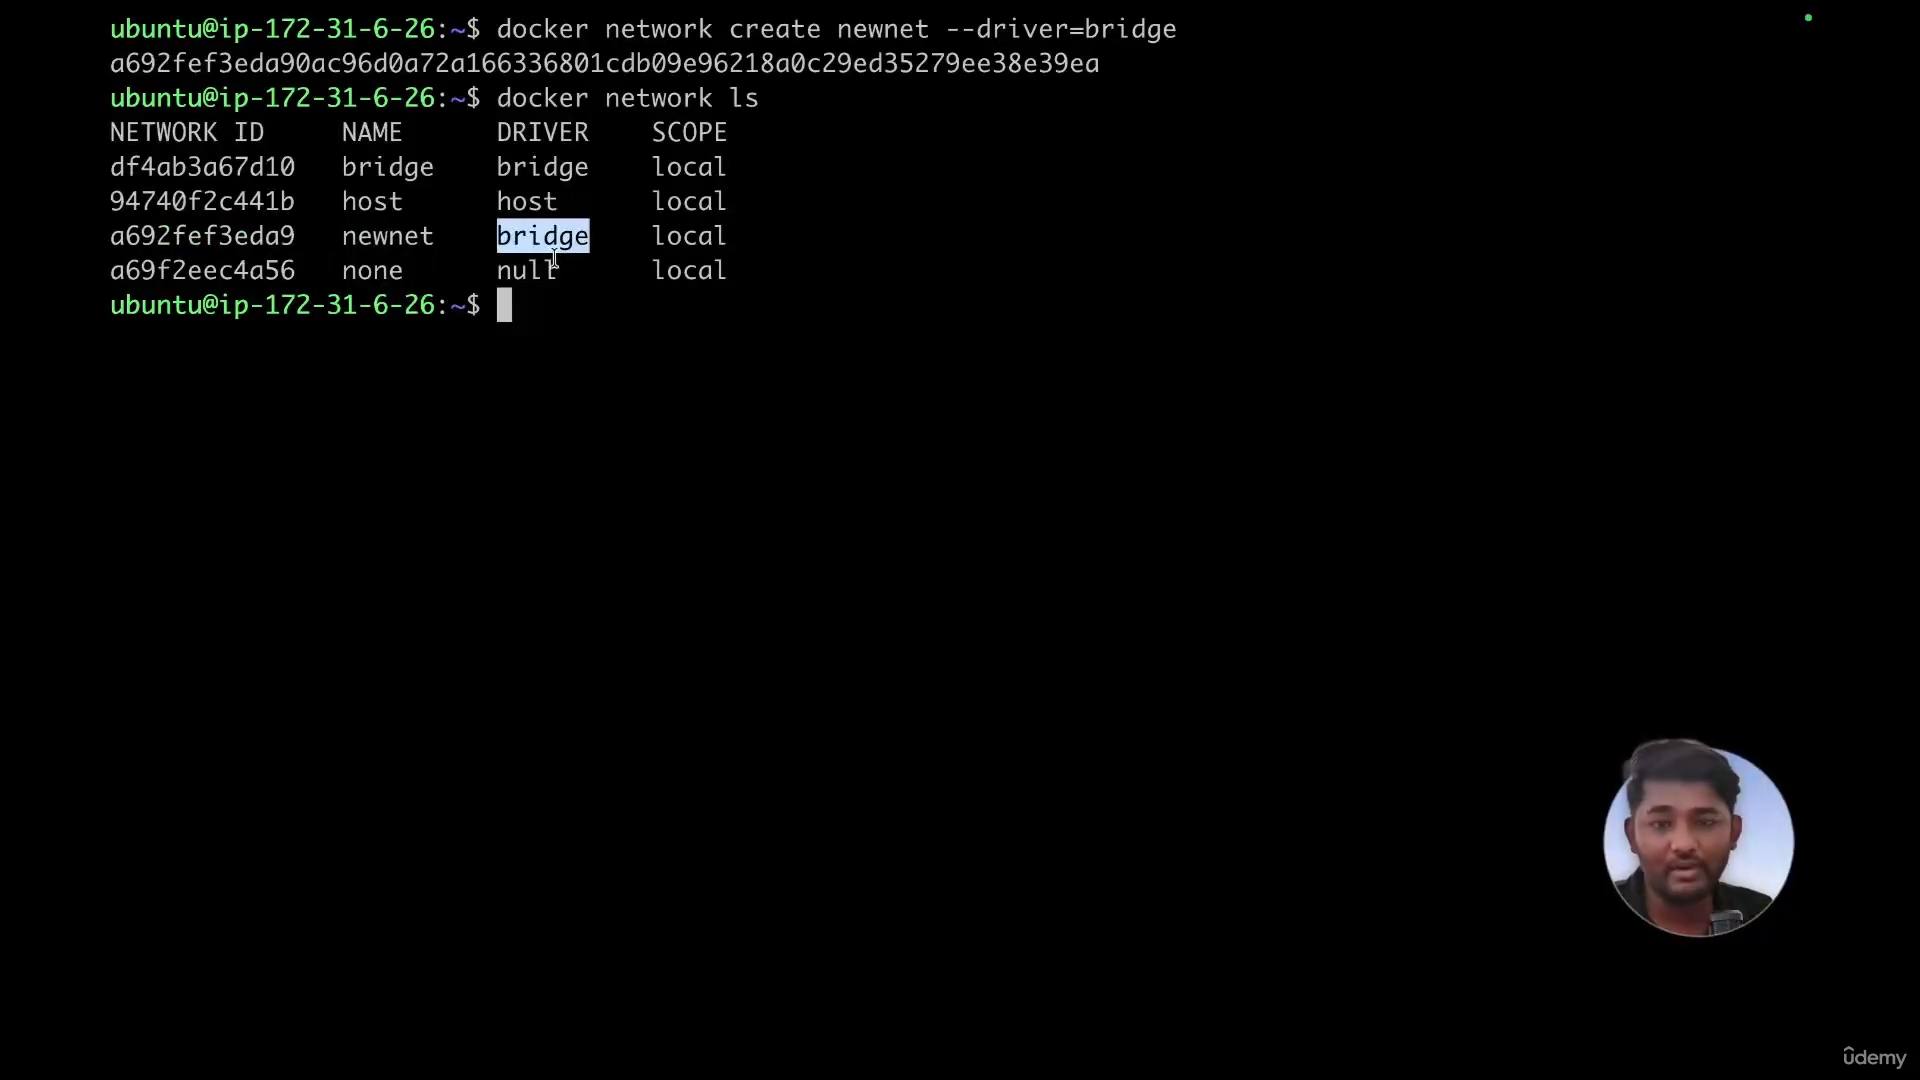 ubuntu@ip-172-31-6-26:~$ docker network create newnet --driver=bridge
a692fef3eda90ac96d0a72a166336801cdb09e96218a0c29ed35279ee38e39ea
ubuntu@ip-172-31-6-26:~$ docker network ls
NETWORK ID     NAME      DRIVER    SCOPE
df4ab3a67d10   bridge    bridge    local
94740f2c441b   host      host      local
a692fef3eda9   newnet    bridge    local
a69f2eec4a56   none      null      local
ubuntu@ip-172-31-6-26:~$
ûdemy